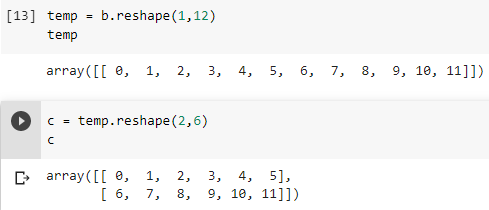 [13] temp = b.reshape(1,12)
temp
array([[ 0,  1,  2,  3,  4,  5,  6,  7,  8,  9, 10, 11]])
c = temp.reshape(2,6)
c
array([[ 0,  1,  2,  3,  4,  5],
       [ 6,  7,  8,  9, 10, 11]])